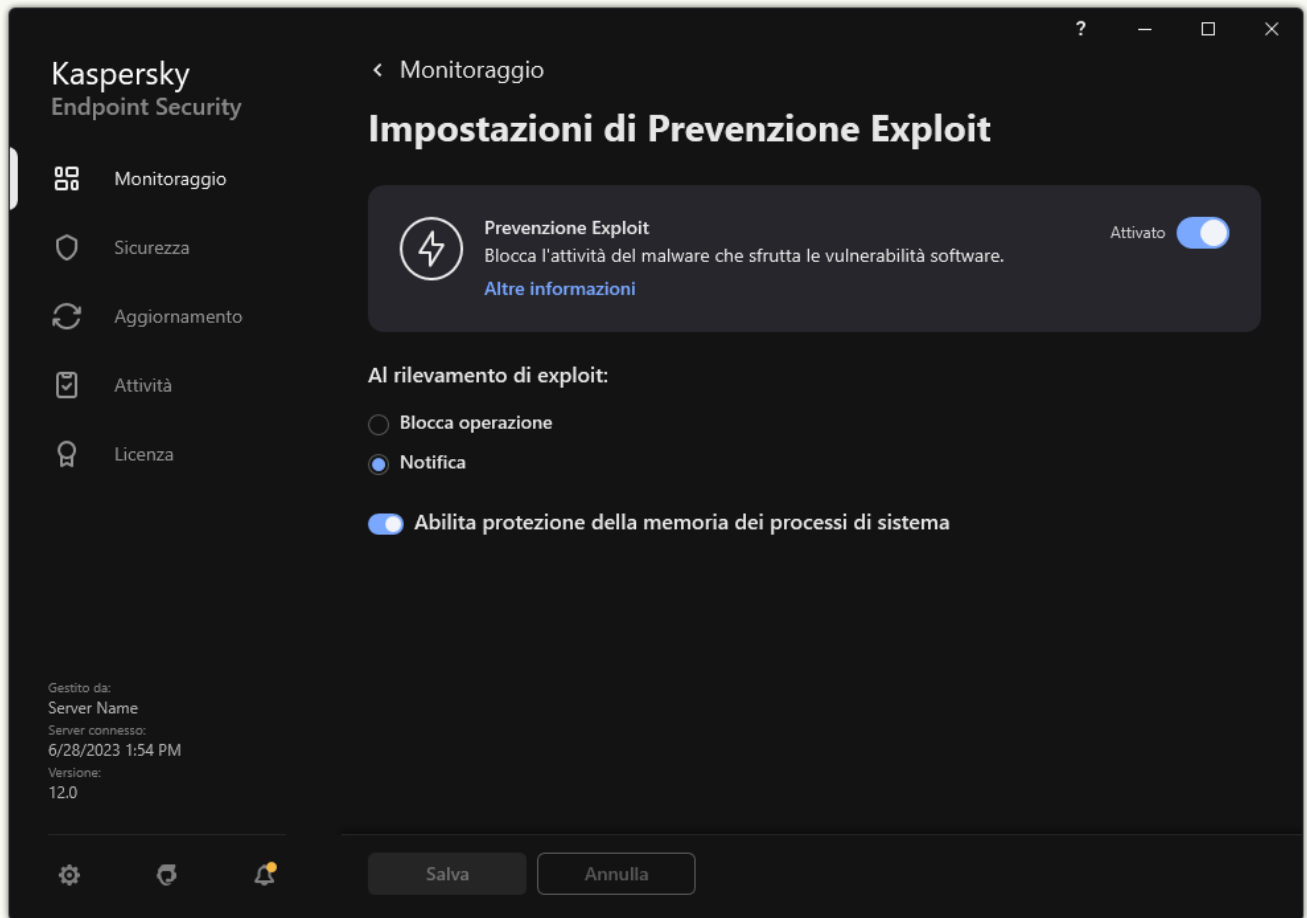 ?
Kaspersky
Endpoint Security
Monitoraggio
Sicurezza
Aggiornamento
Attività
Licenza
Gestito da:
Server Name
Server connesso:
6/28/2023 1:54 PM
Versione:
12.0
Monitoraggio
Impostazioni di Prevenzione Exploit
Prevenzione Exploit
Attivato
Blocca l'attività del malware che sfrutta le vulnerabilità software.
Altre informazioni
Al rilevamento di exploit:
Blocca operazione
Notifica
Abilita protezione della memoria dei processi di sistema
Salva
Annulla